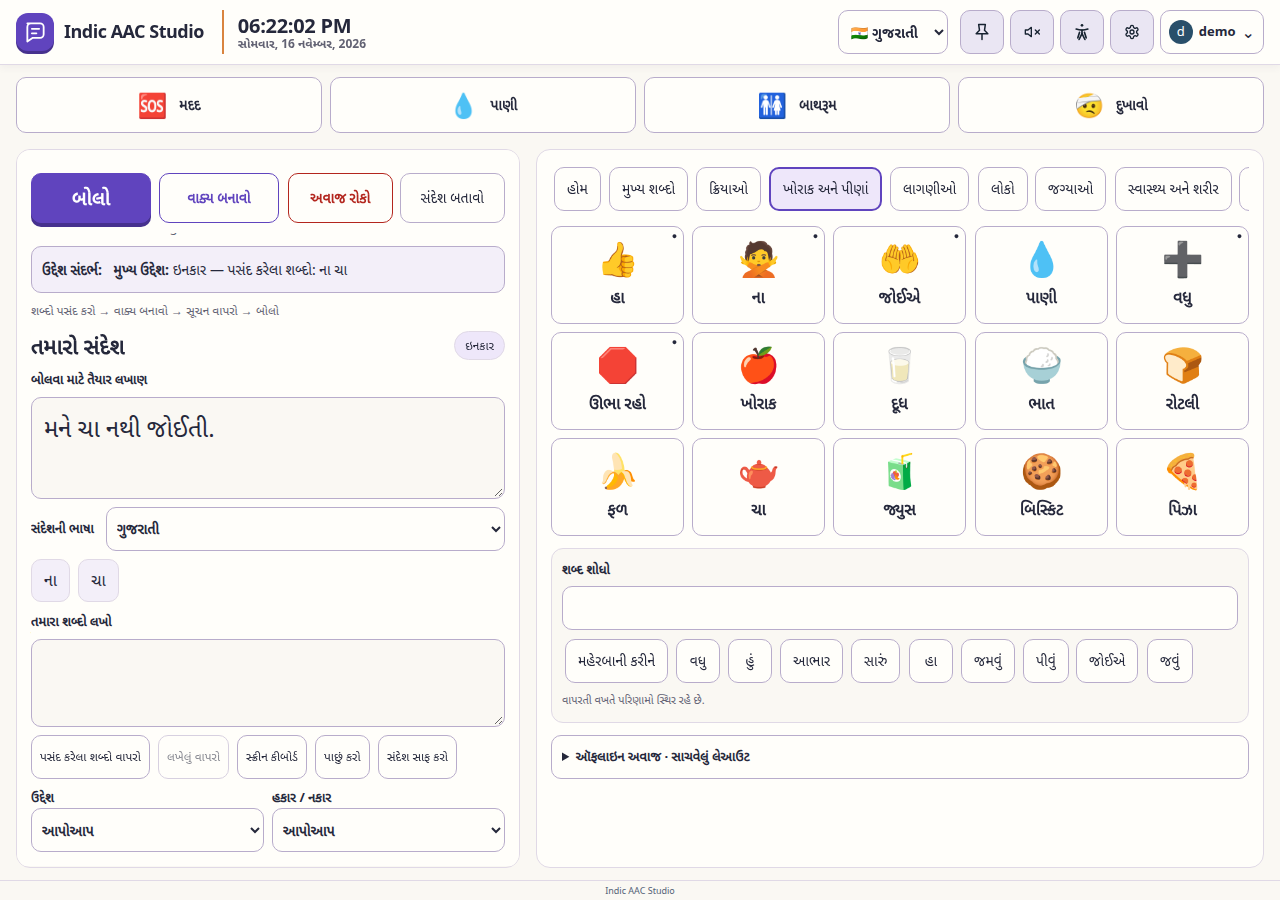 Indic AAC Studio
06:22:02 PM
સોમવાર, 16 નવેમ્બર, 2026
ગુજરાતી
d demo
SOS મદદ
પાણી
બાથરૂમ
દુખાવો
બોલો
વાક્ય બનાવો
અવાજ રોકો
સંદેશ બતાવો
ઉદ્દેશ સંદર્ભ: મુખ્ય ઉદ્દેશ: ઇનકાર — પસંદ કરેલા શબ્દો: ના ચા
શબ્દો પસંદ કરો → વાક્ય બનાવો → સૂચન વાપરો → બોલો
તમારો સંદેશ
ઇનકાર
બોલવા માટે તૈયાર લખાણ
મને ચા નથી જોઈતી.
સંદેશની ભાષા
ગુજરાતી
ના
ચા
તમારા શબ્દો લખો
પસંદ કરેલા શબ્દો વાપરો
લખેલું વાપરો
સ્ક્રીન કીબોર્ડ
પાછું કરો
સંદેશ સાફ કરો
ઉદ્દેશ
હકાર / નકાર
આપોઆપ
આપોઆપ
હોમ
મુખ્ય શબ્દો
ક્રિયાઓ
ખોરાક અને પીણાં
લાગણીઓ
લોકો
જગ્યાઓ
સ્વાસ્થ્ય અને શરીર
હા
ના
જોઈએ
પાણી
વધુ
ઊભા રહો
ખોરાક
દૂધ
ભાત
રોટલી
ફળ
ચા
જ્યુસ
બિસ્કિટ
પિઝા
શબ્દ શોધો
મહેરબાની કરીને
વધુ
હું
આભાર
સારું
હા
જમવું
પીવું
જોઈએ
જવું
વાપરતી વખતે પરિણામો સ્થિર રહે છે.
ઑફલાઇન અવાજ · સાચવેલું લેઆઉટ
Indic AAC Studio